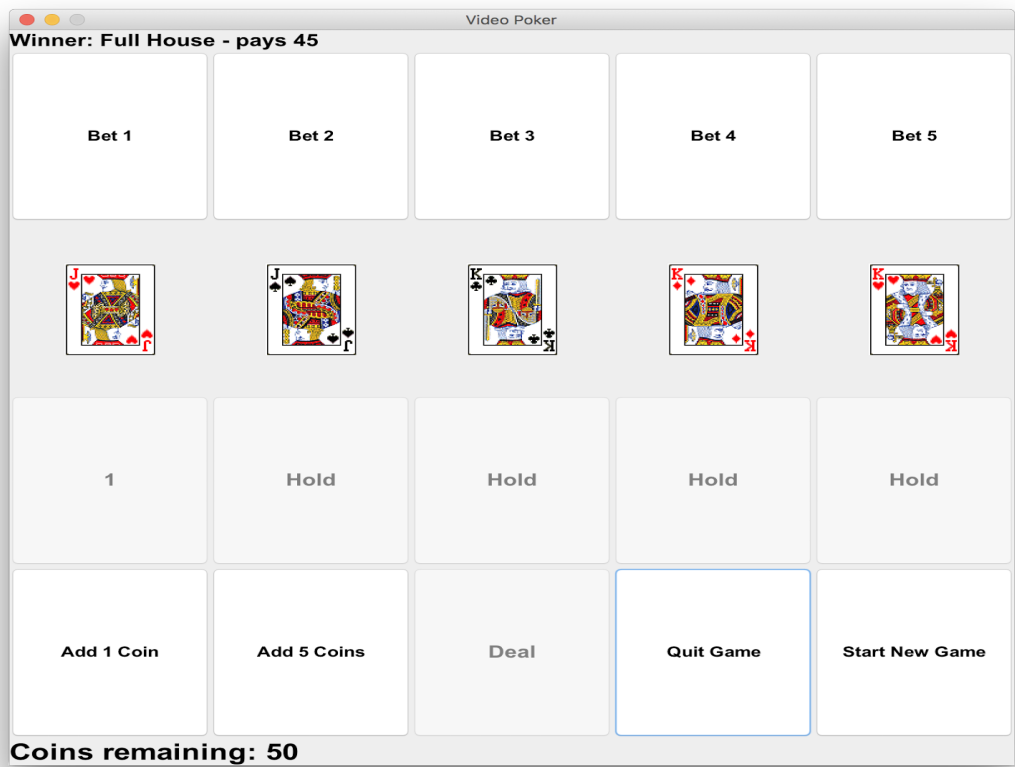 Video Poker
Winner: Full House - pays 45
Bet 1 Bet 2 Bet 3 Bet 4 Bet 5
J J K K K
J J K K K
1 Hold Hold Hold Hold
Add 1 Coin Add 5 Coins Deal Quit Game Start New Game
Coins remaining: 50